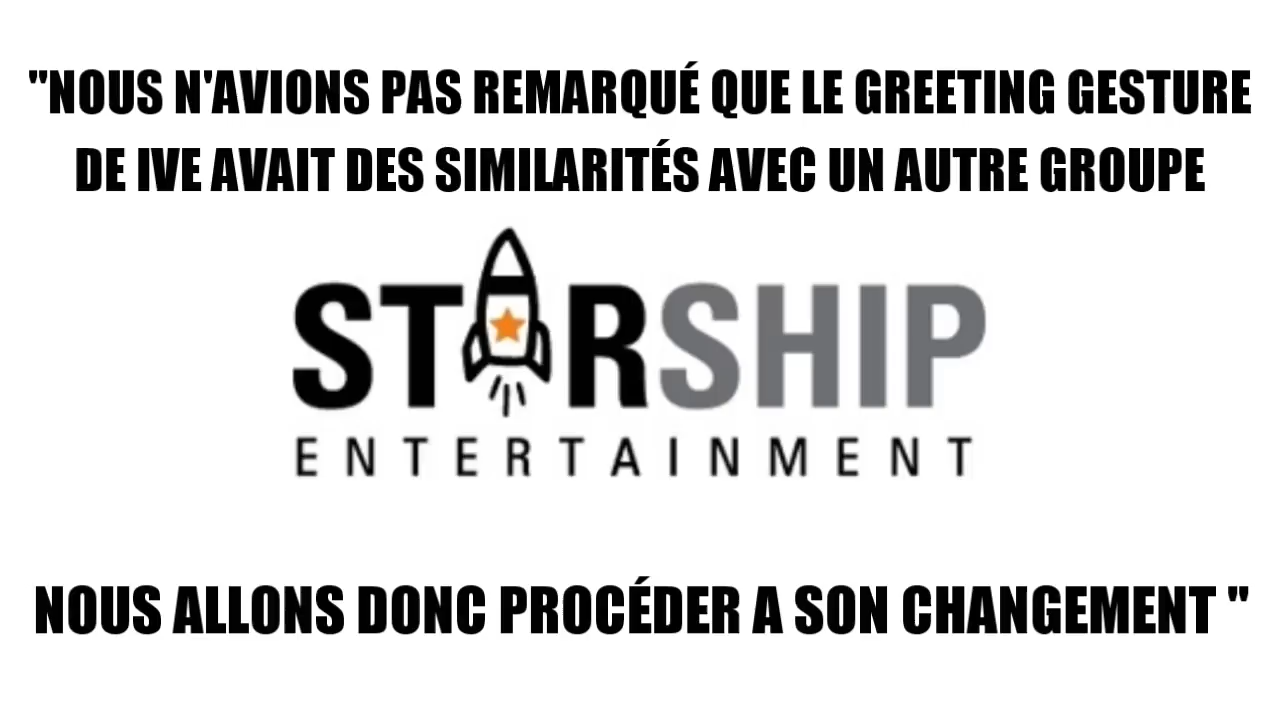 "NOUS N'AVIONS PAS REMARQUÉ QUE LE GREETING GESTURE
DE IVE AVAIT DES SIMILARITÉS AVEC UN AUTRE GROUPE
STARSHIP
ENTERTAINMENT
NOUS ALLONS DONC PROCÉDER A SON CHANGEMENT "